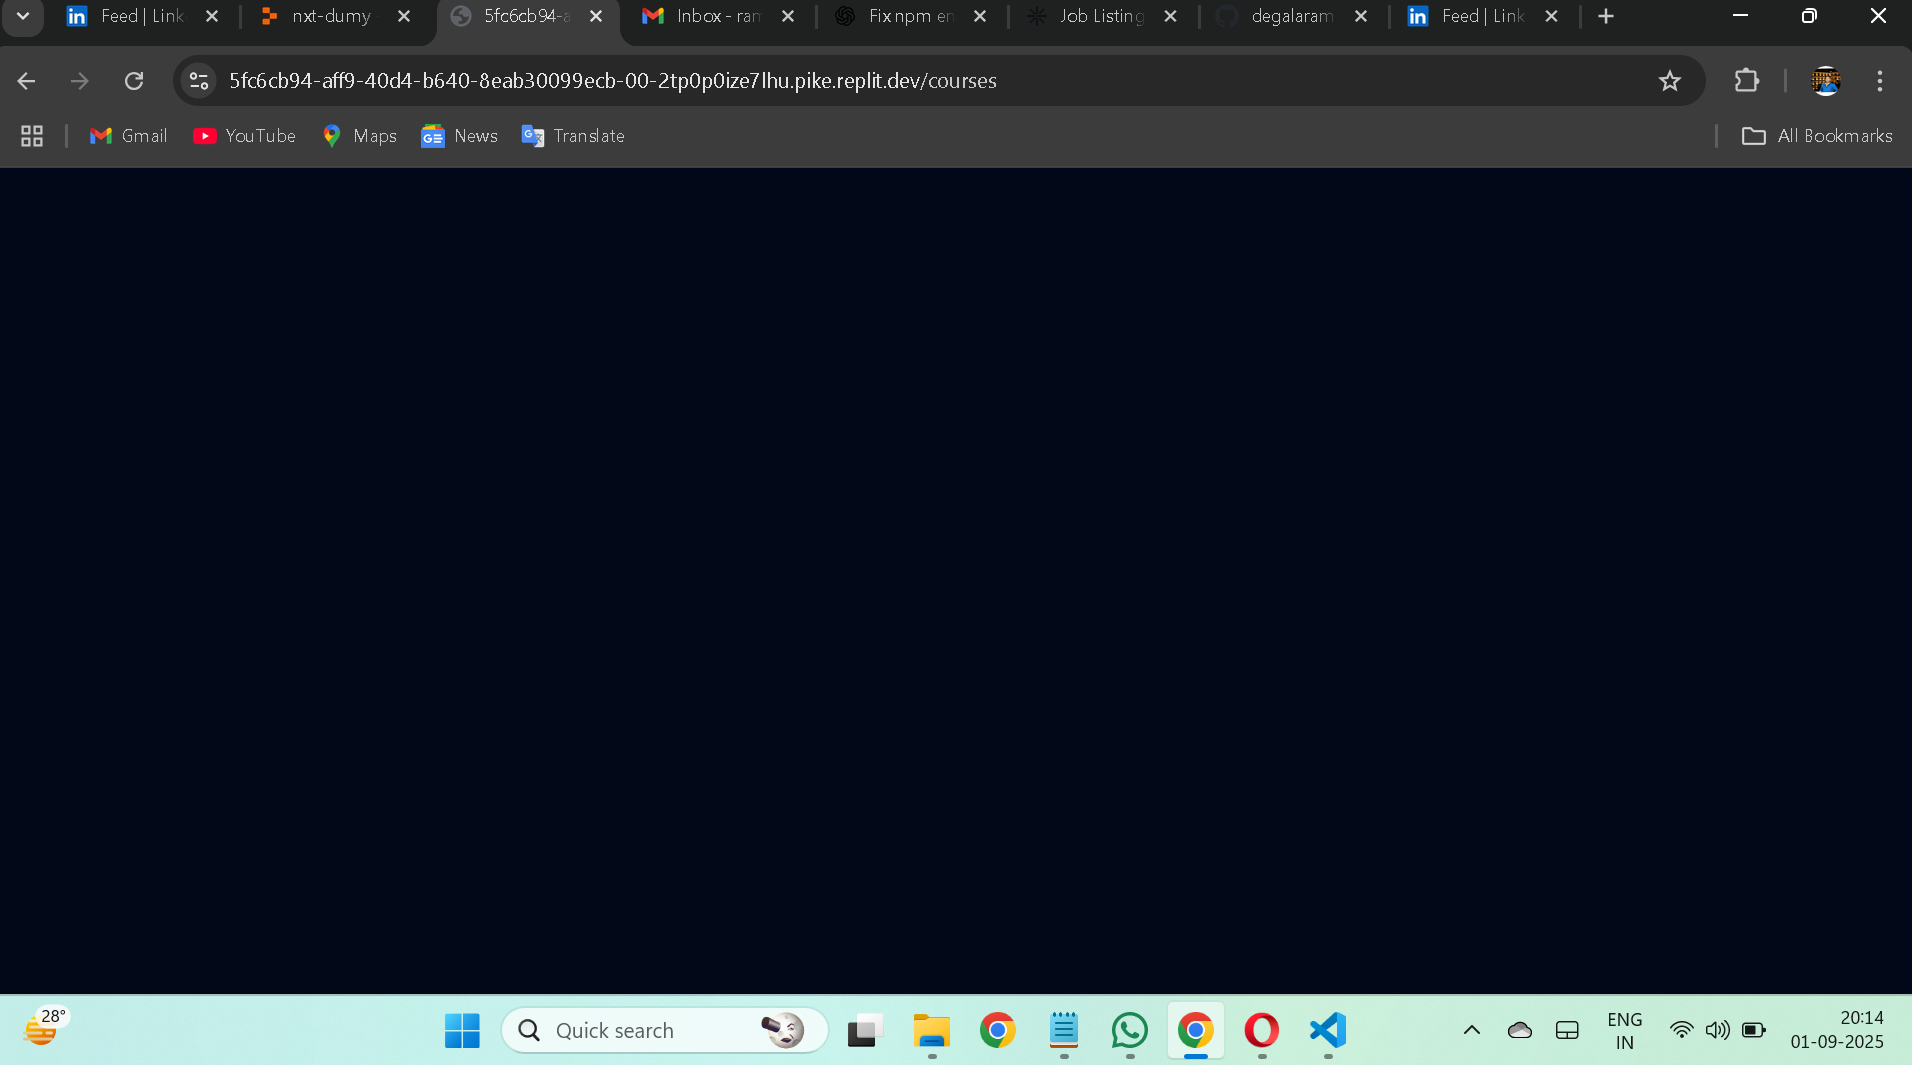 Feed | Link
nxt-dumy
5fc6cb94-a
Inbox - ram
Fix npm en
Job Listing
degalaram
Feed | Link
5fc6cb94-aff9-40d4-b640-8eab30099ecb-00-2tp0p0ize7lhu.pike.replit.dev/courses
Gmail YouTube Maps News Translate All Bookmarks
28°
Quick search
ENG
IN
20:14
01-09-2025